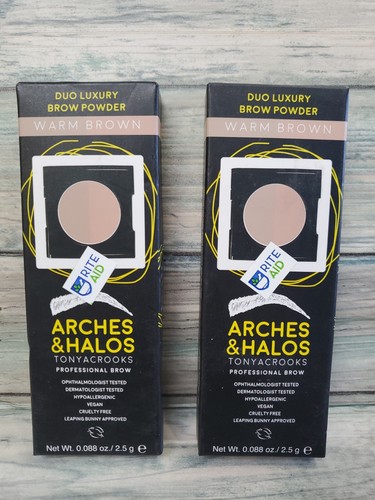 DUO LUXURY
BROW POWDER
WARM BROWN
RITE
AID
ARCHES
&HALOS
TONYACROOKS
PROFESSIONAL BROW
OPHTHALMOLOGIST TESTED
DERMATOLOGIST TESTED
HYPOALLERGENIC
VEGAN
CRUELTY FREE
LEAPING BUNNY APPROVED
Net Wt. 0.088 oz./ 2.5 g e
DUO LUXURY
BROW POWDER
WARM BROWN
RITE
AID
ARCHES
&HALOS
TONYACROOKS
PROFESSIONAL BROW
OPHTHALMOLOGIST TESTED
DERMATOLOGIST TESTED
HYPOALLERGENIC
VEGAN
CRUELTY FREE
LEAPING BUNNY APPROVED
Net Wt. 0.088 oz./ 2.5 g e